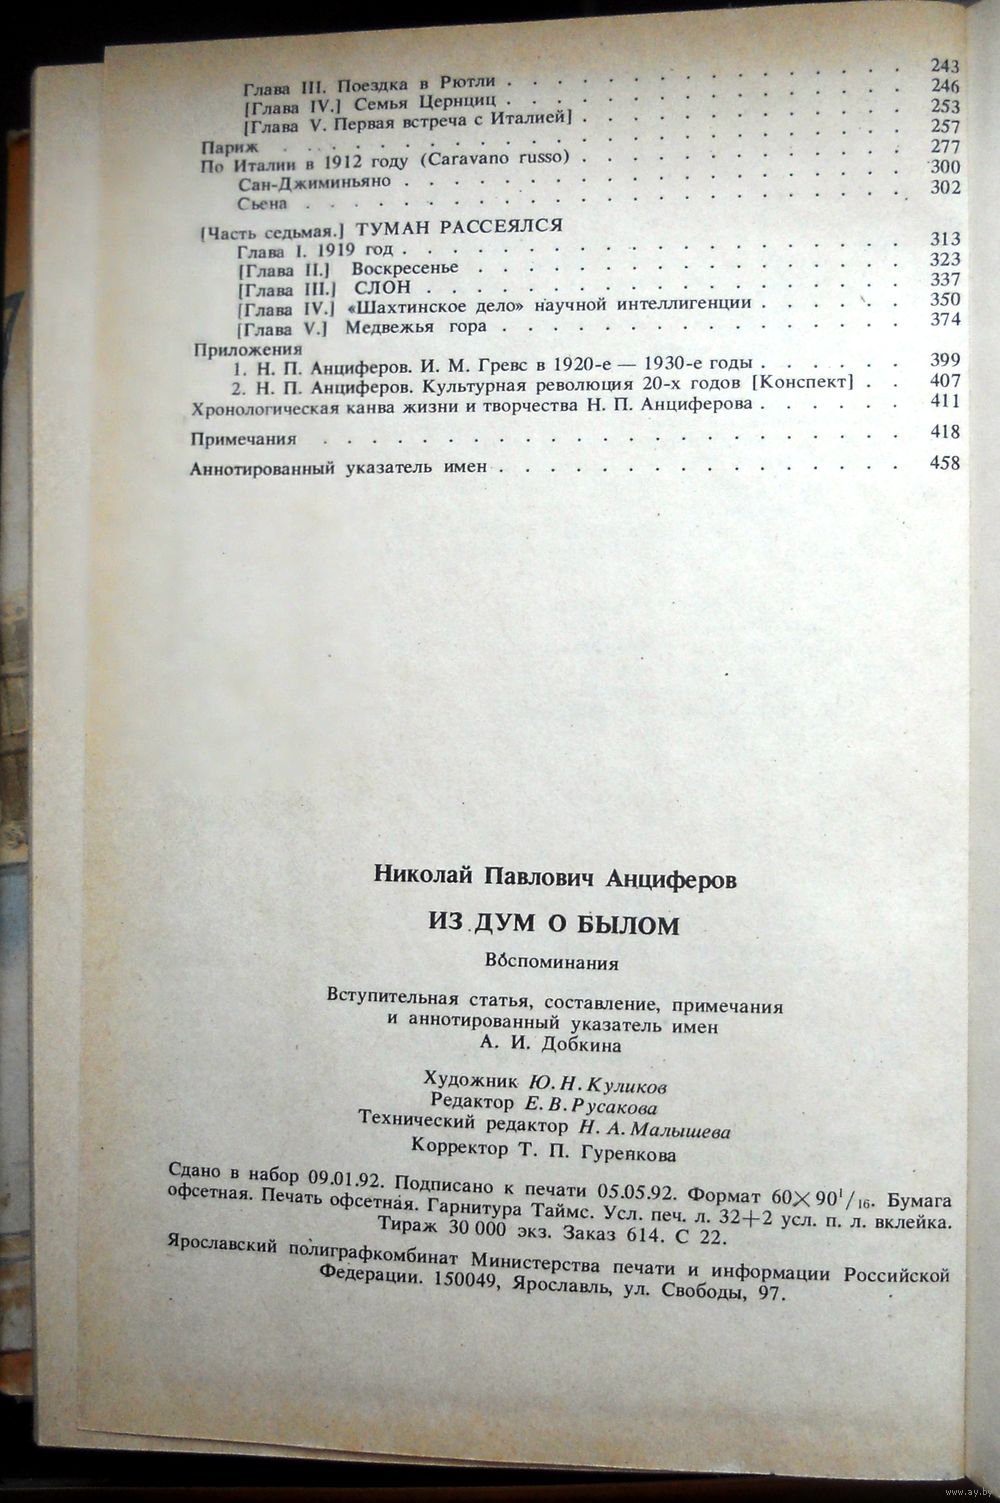 Глава III. Поездка в Рютли . . . . . . . . . . . . . . . 243
[Глава IV.] Семья Цернциц . . . . . . . . . . . . . . . 246
[Глава V. Первая встреча с Италией] . . . . . . . . . . . 253
Париж . . . . . . . . . . . . . . . . . . . . . 257
По Италии в 1912 году (Caravano russo) . . . . . . . . . . . 277
Сан-Джиминьяно . . . . . . . . . . . . . . . . . . 300
Сьена . . . . . . . . . . . . . . . . . . . . . 302
[Часть седьмая.] ТУМАН РАССЕЯЛСЯ
Глава I. 1919 год . . . . . . . . . . . . . . . . . . 313
[Глава II.] Воскресенье . . . . . . . . . . . . . . . . 323
[Глава III.] СЛОН . . . . . . . . . . . . . . . . . . 337
[Глава IV.] «Шахтинское дело» научной интеллигенции . . . . . . 350
[Глава V.] Медвежья гора . . . . . . . . . . . . . . . 374
Приложения
1. Н. П. Анциферов. И. М. Гревс в 1920-е — 1930-е годы . . . . . . 399
2. Н. П. Анциферов. Культурная революция 20-х годов [Конспект] . . 407
Хронологическая канва жизни и творчества Н. П. Анциферова . . . . . . 411
Примечания . . . . . . . . . . . . . . . . . . . . 418
Аннотированный указатель имен . . . . . . . . . . . . . . . 458
Николай Павлович Анциферов
ИЗ ДУМ О БЫЛОМ
Воспоминания
Вступительная статья, составление, примечания
и аннотированный указатель имен
А. И. Добкина
Художник Ю. Н. Куликов
Редактор Е. В. Русакова
Технический редактор Н. А. Малышева
Корректор Т. П. Гуренкова
Сдано в набор 09.01.92. Подписано к печати 05.05.92. Формат 60×90¹/₁₆. Бумага
офсетная. Печать офсетная. Гарнитура Таймс. Усл. печ. л. 32+2 усл. п. л. вклейка.
Тираж 30 000 экз. Заказ 614. С 22.
Ярославский полиграфкомбинат Министерства печати и информации Российской
Федерации. 150049, Ярославль, ул. Свободы, 97.
www.ay.by